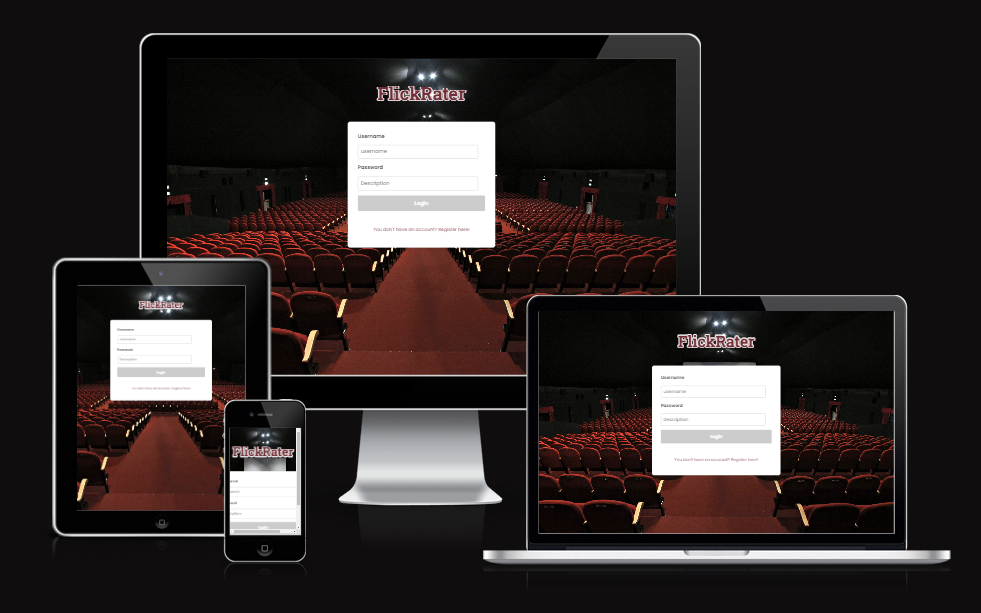 FlickRater
Username
username
Password
Description
Login
You don't have an account? Register here!
FlickRater
Username
username
Password
Description
Login
You don't have an account? Register here!
FlickRater
Login
FlickRater
Username
username
Password
Description
Login
You don't have an account? Register here!